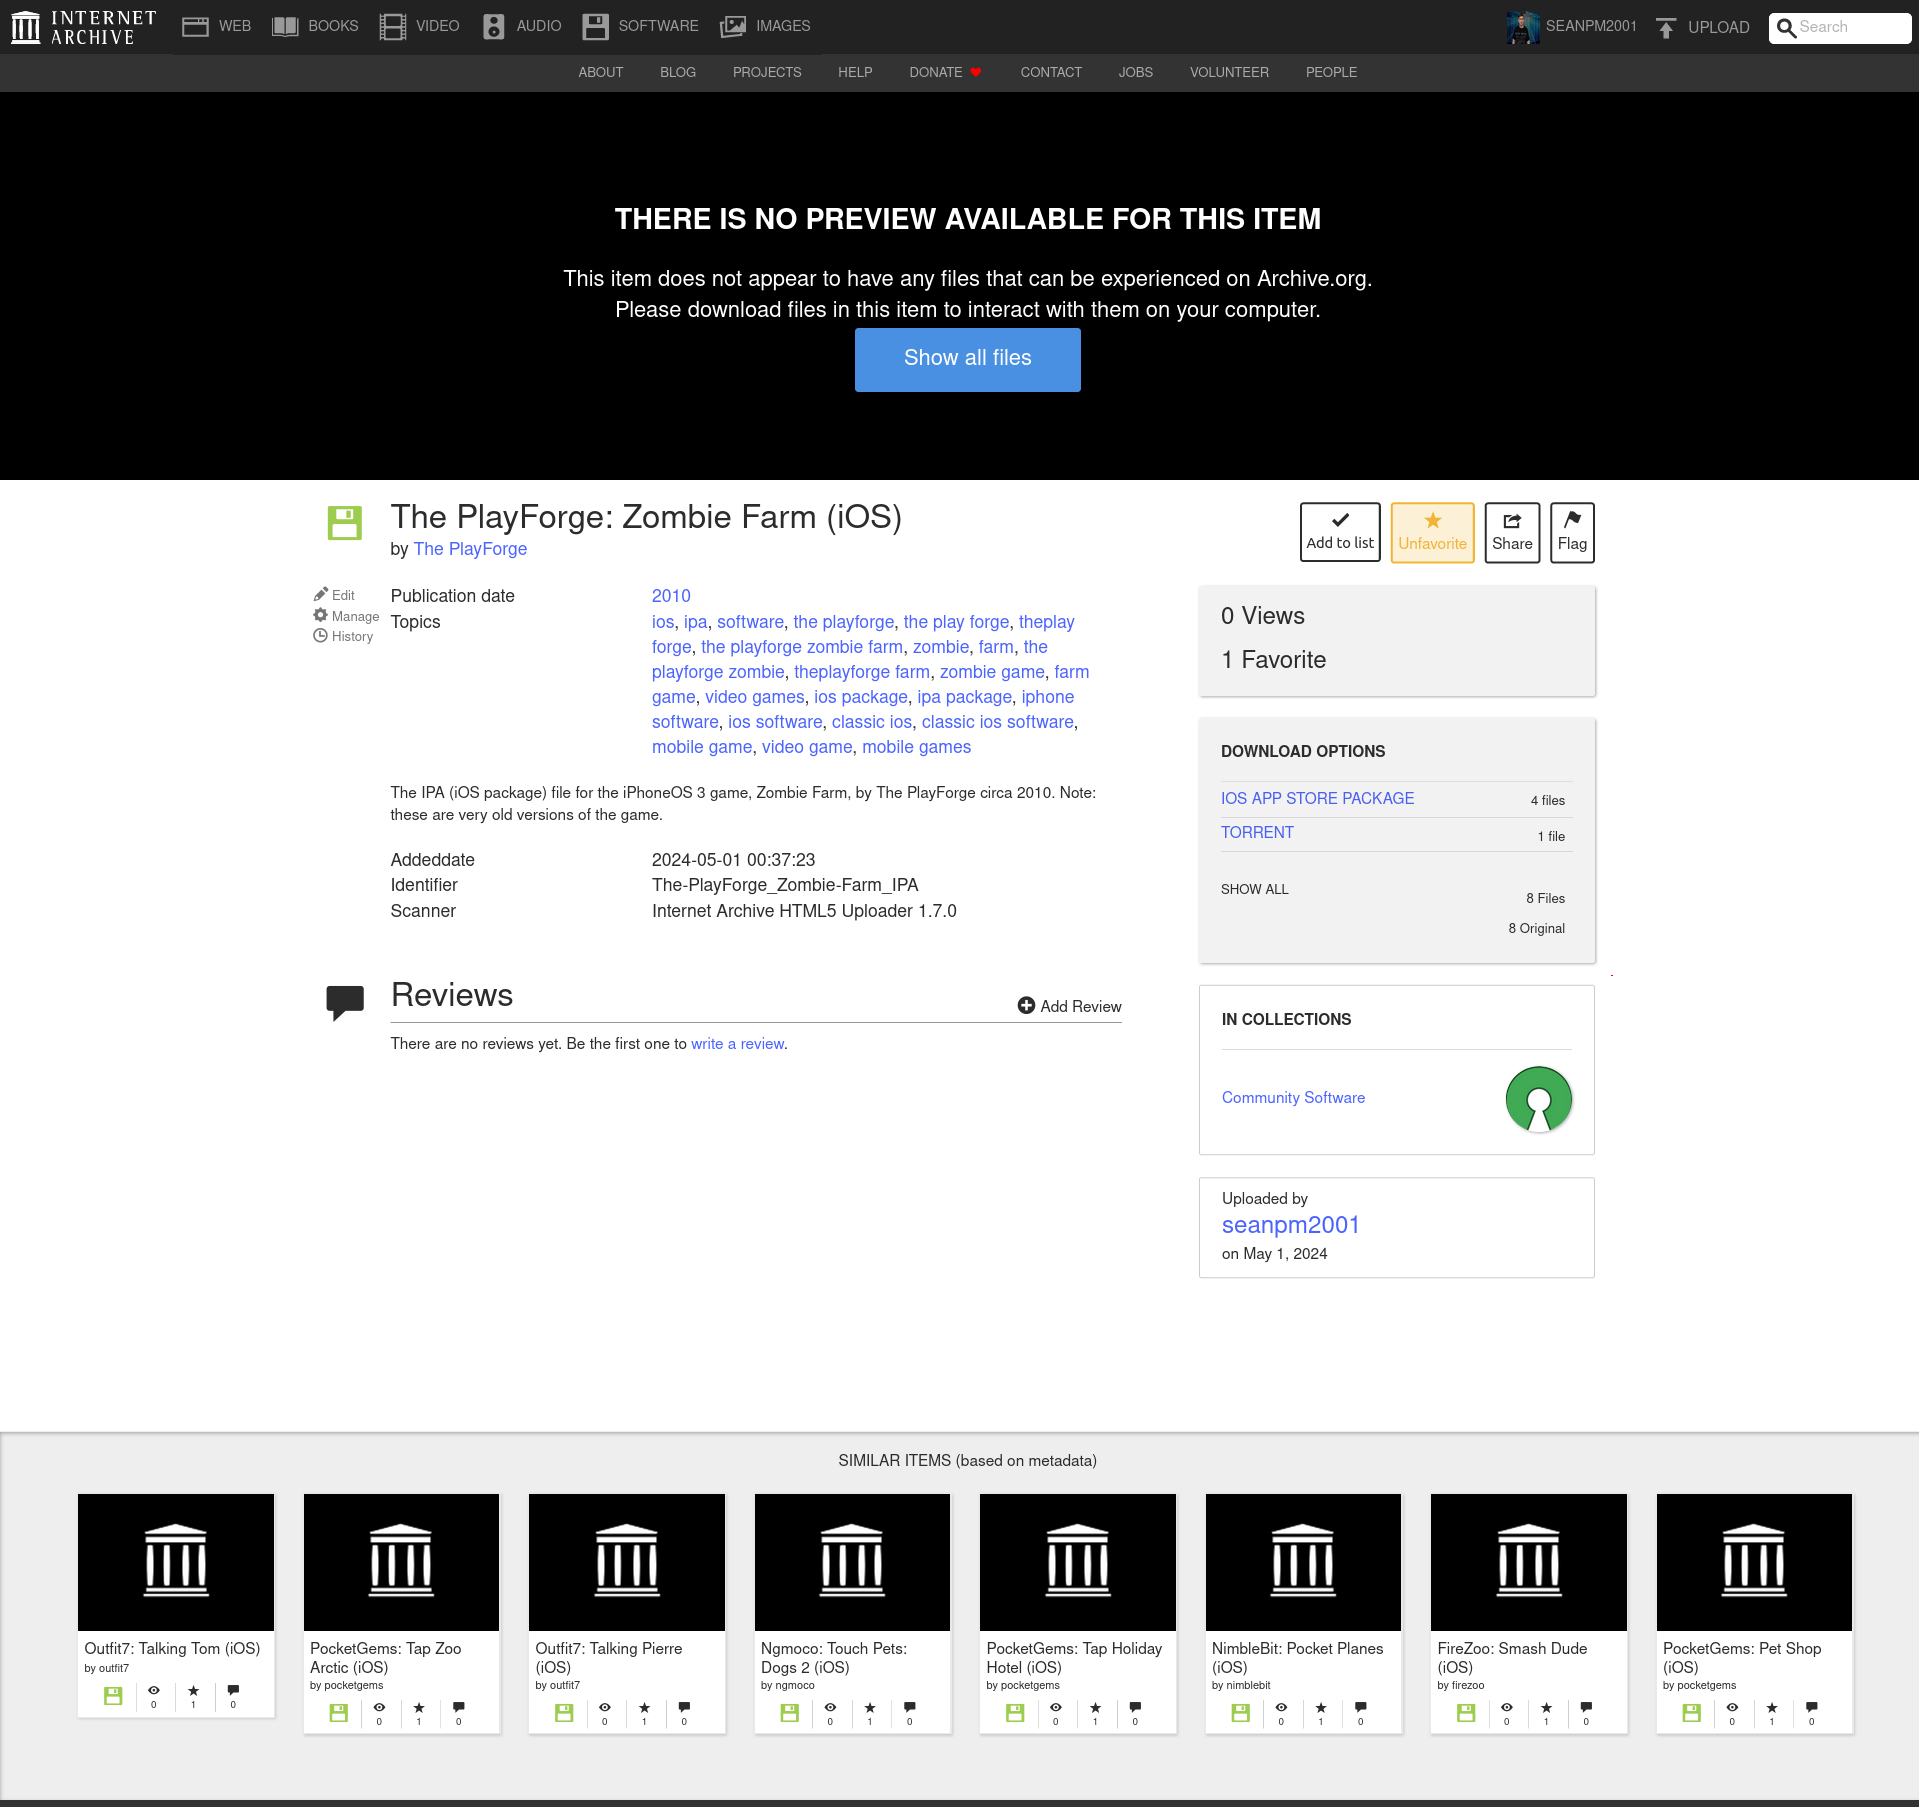 INTERNET ARCHIVE
WEB BOOKS VIDEO AUDIO SOFTWARE IMAGES
SEANPM2001 UPLOAD Search
ABOUT BLOG PROJECTS HELP DONATE CONTACT JOBS VOLUNTEER PEOPLE
THERE IS NO PREVIEW AVAILABLE FOR THIS ITEM
This item does not appear to have any files that can be experienced on Archive.org.
Please download files in this item to interact with them on your computer.
Show all files
The PlayForge: Zombie Farm (iOS)
by The PlayForge
Add to list
Unfavorite
Share
Flag
Edit
Manage
History
Publication date 2010
Topics ios, ipa, software, the playforge, the play forge, theplay
forge, the playforge zombie farm, zombie, farm, the
playforge zombie, theplayforge farm, zombie game, farm
game, video games, ios package, ipa package, iphone
software, ios software, classic ios, classic ios software,
mobile game, video game, mobile games
The IPA (iOS package) file for the iPhoneOS 3 game, Zombie Farm, by The PlayForge circa 2010. Note:
these are very old versions of the game.
Addeddate 2024-05-01 00:37:23
Identifier The-PlayForge_Zombie-Farm_IPA
Scanner Internet Archive HTML5 Uploader 1.7.0
Reviews
Add Review
There are no reviews yet. Be the first one to write a review.
0 Views
1 Favorite
DOWNLOAD OPTIONS
IOS APP STORE PACKAGE 4 files
TORRENT 1 file
SHOW ALL 8 Files
8 Original
IN COLLECTIONS
Community Software
Uploaded by
seanpm2001
on May 1, 2024
SIMILAR ITEMS (based on metadata)
Outfit7: Talking Tom (iOS)
by outfit7
0 1 0
PocketGems: Tap Zoo
Arctic (iOS)
by pocketgems
0 1 0
Outfit7: Talking Pierre
(iOS)
by outfit7
0 1 0
Ngmoco: Touch Pets:
Dogs 2 (iOS)
by ngmoco
0 1 0
PocketGems: Tap Holiday
Hotel (iOS)
by pocketgems
0 1 0
NimbleBit: Pocket Planes
(iOS)
by nimblebit
0 1 0
FireZoo: Smash Dude
(iOS)
by firezoo
0 1 0
PocketGems: Pet Shop
(iOS)
by pocketgems
0 1 0